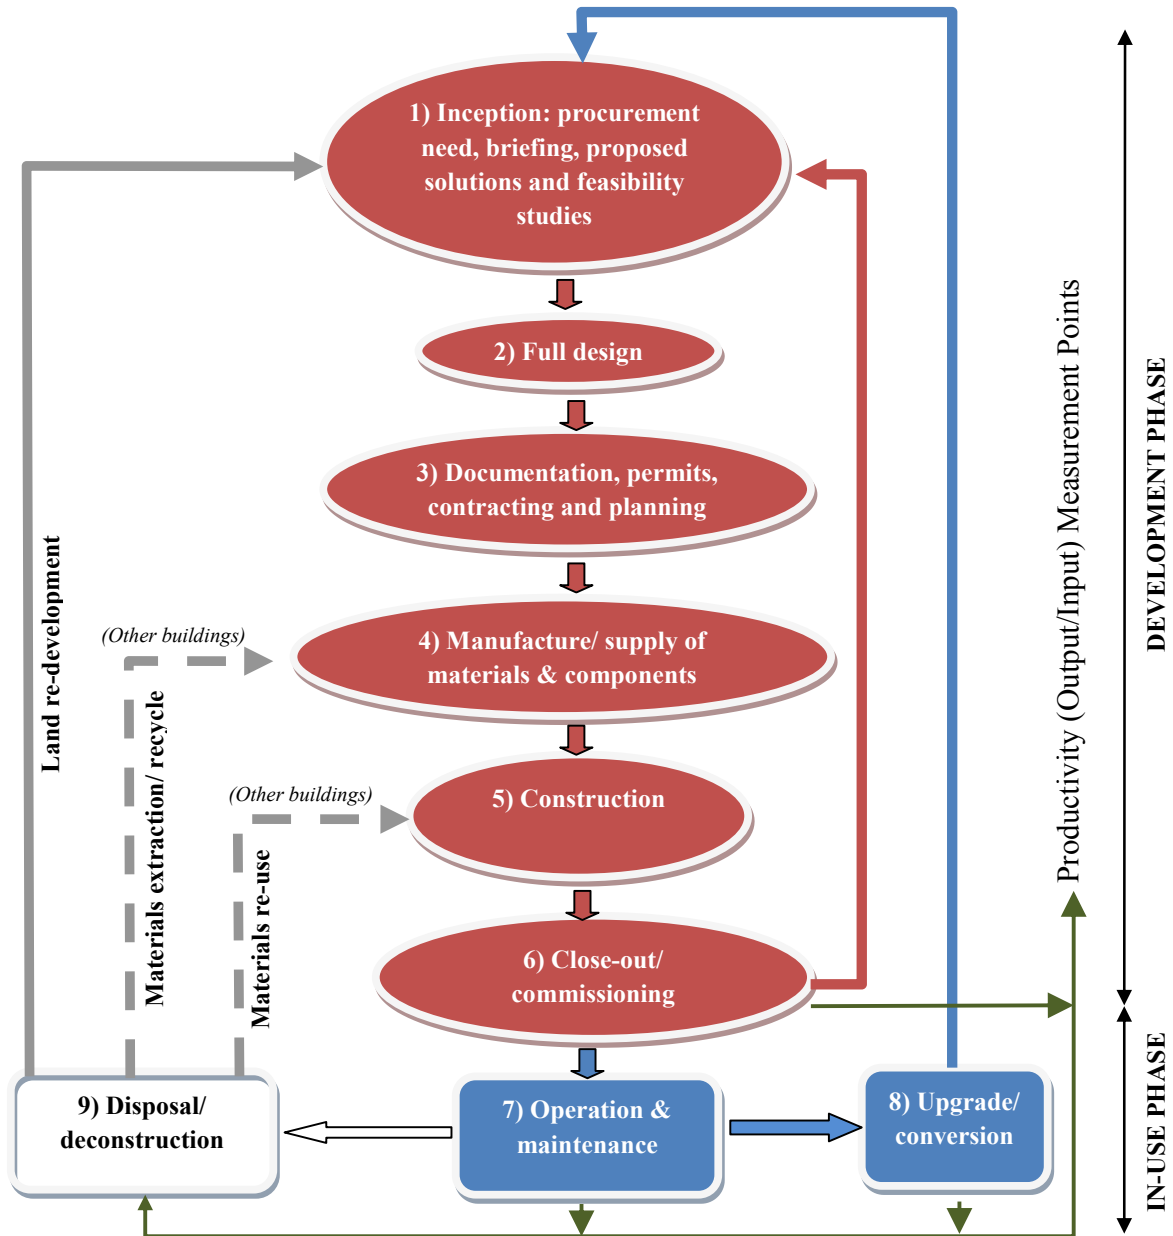 1) Inception: procurement
need, briefing, proposed
solutions and feasibility
studies
2) Full design
3) Documentation, permits,
contracting and planning
(Other buildings)
4) Manufacture/ supply of
materials & components
(Other buildings)
5) Construction
6) Close-out/
commissioning
7) Operation &
maintenance
8) Upgrade/
conversion
9) Disposal/
deconstruction
Land re-development
Materials extraction/ recycle
Materials re-use
Productivity (Output/Input) Measurement Points
DEVELOPMENT PHASE
IN-USE PHASE